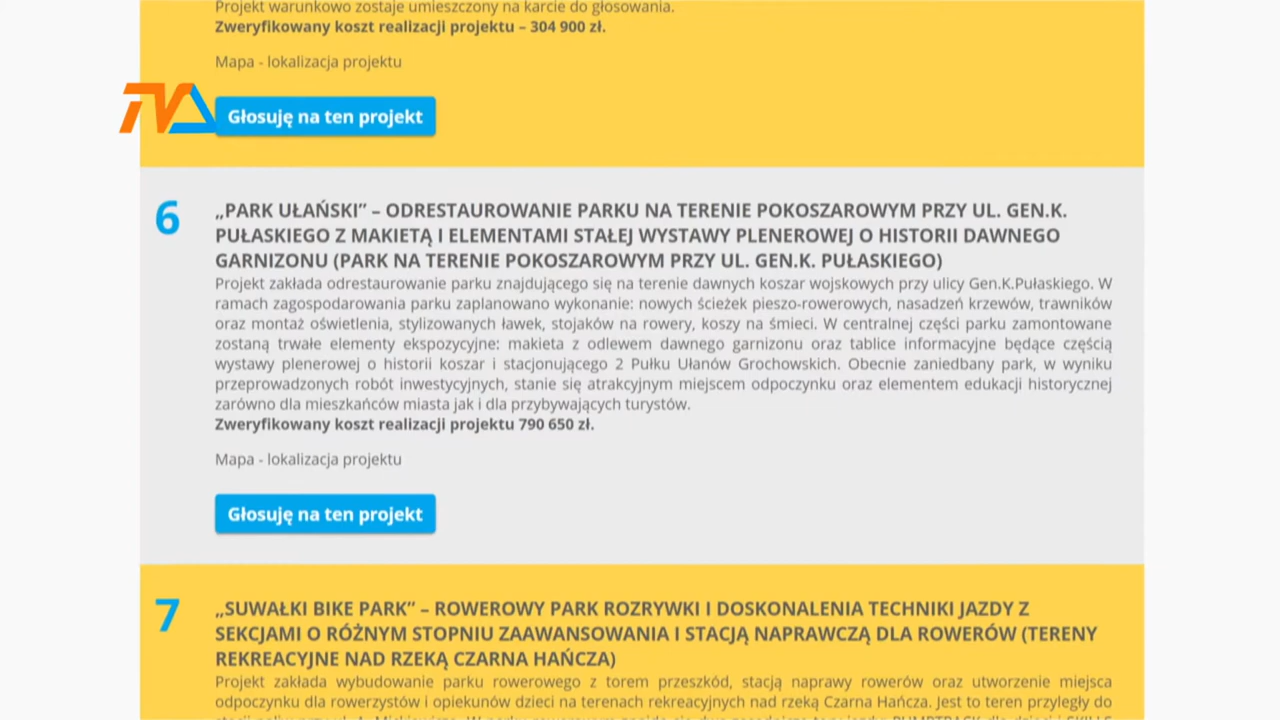 Projekt warunkowo zostaje umieszczony na karcie do głosowania.
Zweryfikowany koszt realizacji projektu – 304 900 zł.
Mapa - lokalizacja projektu
TVA
Głosuję na ten projekt
6
„PARK UŁAŃSKI” – ODRESTAUROWANIE PARKU NA TERENIE POKOSZAROWYM PRZY UL. GEN.K.
PUŁASKIEGO Z MAKIETĄ I ELEMENTAMI STAŁEJ WYSTAWY PLENEROWEJ O HISTORII DAWNEGO
GARNIZONU (PARK NA TERENIE POKOSZAROWYM PRZY UL. GEN.K. PUŁASKIEGO)
Projekt zakłada odrestaurowanie parku znajdującego się na terenie dawnych koszar wojskowych przy ulicy Gen.K.Pułaskiego. W
ramach zagospodarowania parku zaplanowano wykonanie: nowych ścieżek pieszo-rowerowych, nasadzeń krzewów, trawników
oraz montaż oświetlenia, stylizowanych ławek, stojaków na rowery, koszy na śmieci. W centralnej części parku zamontowane
zostaną trwałe elementy ekspozycyjne: makieta z odlewem dawnego garnizonu oraz tablice informacyjne będące częścią
wystawy plenerowej o historii koszar i stacjonującego 2 Pułku Ułanów Grochowskich. Obecnie zaniedbany park, w wyniku
przeprowadzonych robót inwestycyjnych, stanie się atrakcyjnym miejscem odpoczynku oraz elementem edukacji historycznej
zarówno dla mieszkańców miasta jak i dla przybywających turystów.
Zweryfikowany koszt realizacji projektu 790 650 zł.
Mapa - lokalizacja projektu
Głosuję na ten projekt
7
„SUWAŁKI BIKE PARK” – ROWEROWY PARK ROZRYWKI I DOSKONALENIA TECHNIKI JAZDY Z
SEKCJAMI O RÓŻNYM STOPNIU ZAAWANSOWANIA I STACJĄ NAPRAWCZĄ DLA ROWERÓW (TERENY
REKREACYJNE NAD RZEKĄ CZARNA HAŃCZA)
Projekt zakłada wybudowanie parku rowerowego z torem przeszkód, stacją naprawy rowerów oraz utworzenie miejsca
odpoczynku dla rowerzystów i opiekunów dzieci na terenach rekreacyjnych nad rzeką Czarna Hańcza. Jest to teren przyległy do